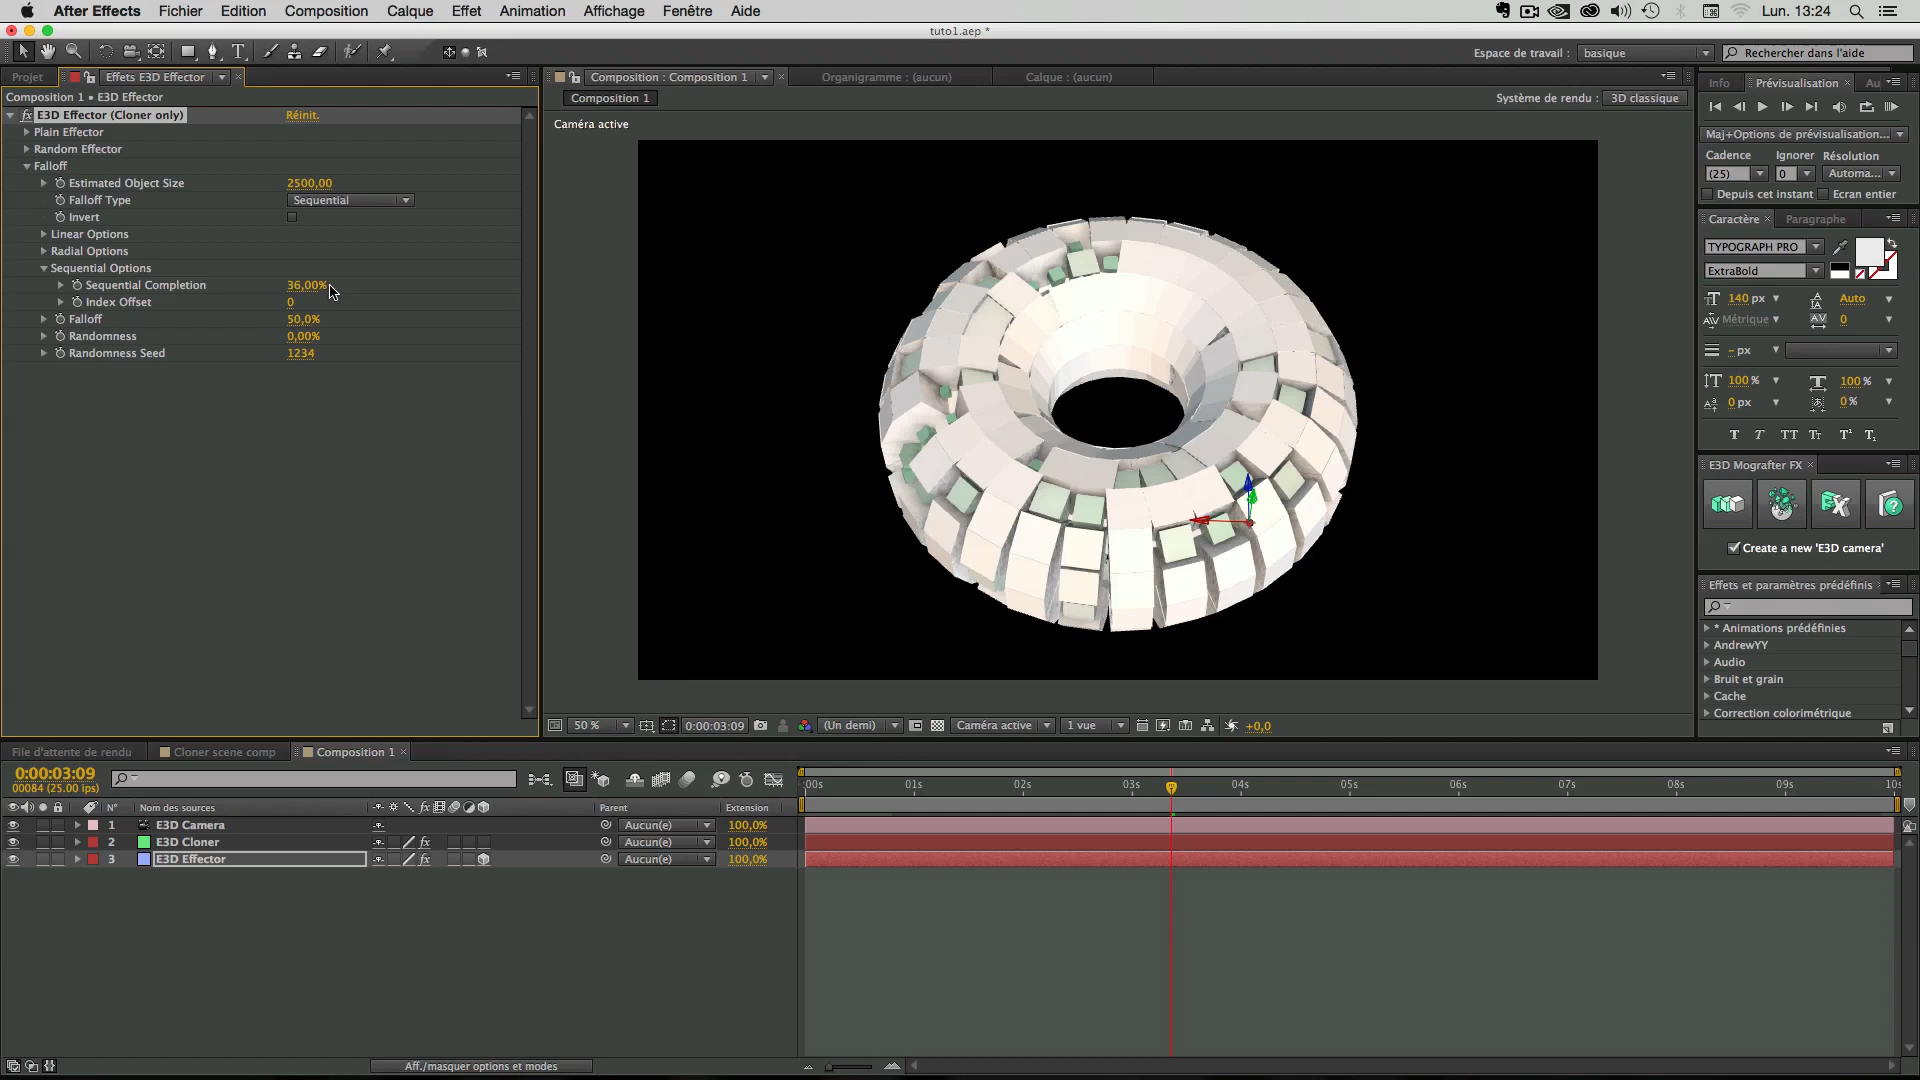 After Effects Fichier Edition Composition Calque Effet Animation Affichage Fenêtre Aide Lun. 13:24
tuto1.aep *
Espace de travail : basique Rechercher dans l'aide
Projet Effets E3D Effector Composition : Composition 1 Organigramme : (aucun) Calque : (aucun) Info Prévisualisation Au
Composition 1 • E3D Effector
Composition 1 Système de rendu : 3D classique
fx E3D Effector (Cloner only) Réinit.
Caméra active
Plain Effector
Random Effector
Falloff
Estimated Object Size 2500,00
Falloff Type Sequential
Invert
Linear Options
Radial Options
Sequential Options
Sequential Completion 36,00%
Index Offset 0
Falloff 50,0%
Randomness 0,00%
Randomness Seed 1234
Maj+Options de prévisualisation...
Cadence Ignorer Résolution
(25) 0 Automa...
Depuis cet instant Ecran entier
Caractère Paragraphe
TYPOGRAPH PRO
ExtraBold
140 px Auto
Métrique 0
– px
100 % 100 %
0 px 0 %
T T TT Tт T¹ T₁
E3D Mografter FX
Create a new 'E3D camera'
Effets et paramètres prédéfinis
* Animations prédéfinies
AndrewYY
Audio
Bruit et grain
Cache
Correction colorimétrique
50 % 0:00:03:09 (Un demi) Caméra active 1 vue +0,0
File d'attente de rendu Cloner scene comp Composition 1
0:00:03:09
00084 (25.00 ips)
:00s 01s 02s 03s 04s 05s 06s 07s 08s 09s 10s
N° Nom des sources fx Parent Extension
1 E3D Camera Aucun(e) 100,0%
2 E3D Cloner fx Aucun(e) 100,0%
3 E3D Effector fx Aucun(e) 100,0%
Aff./masquer options et modes